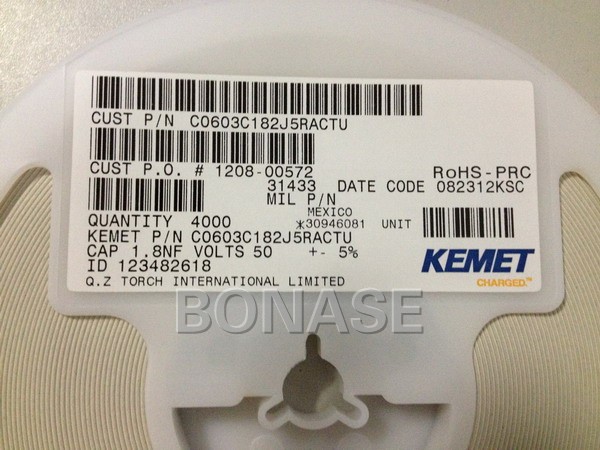 CUST P/N C0603C182J5RACTU
CUST P.O. # 1208-00572
RoHS-PRC
31433 DATE CODE 082312KSC
MIL P/N
MEXICO
QUANTITY 4000 *30946081 UNIT
KEMET P/N C0603C182J5RACTU
CAP 1.8NF VOLTS 50 +- 5%
ID 123482618
Q.Z TORCH INTERNATIONAL LIMITED
KEMET
CHARGED.™
BONASE